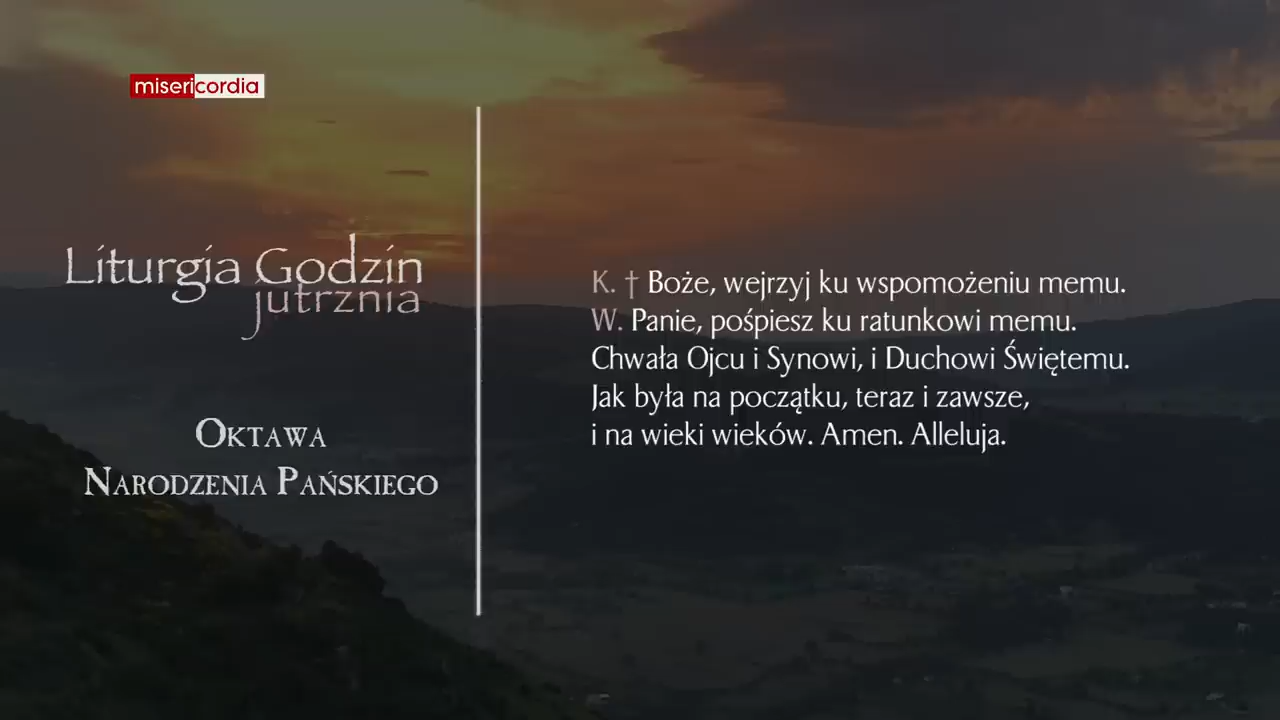 misericordia
Liturgia Godzin
jutrznia
Oktawa
Narodzenia Pańskiego
K. † Boże, wejrzyj ku wspomożeniu memu.
W. Panie, pośpiesz ku ratunkowi memu.
Chwała Ojcu i Synowi, i Duchowi Świętemu.
Jak była na początku, teraz i zawsze,
i na wieki wieków. Amen. Alleluja.